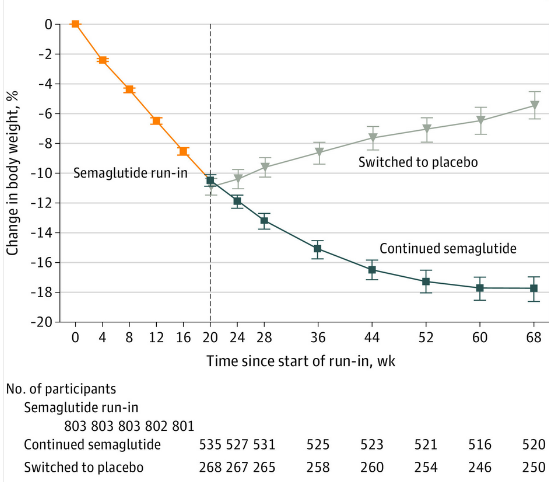 0
-2
-4
-6
-8
-10
-12
-14
-16
-18
-20
Change in body weight, %
Semaglutide run-in
Switched to placebo
Continued semaglutide
0 4 8 12 16 20 24 28 36 44 52 60 68
Time since start of run-in, wk
No. of participants
Semaglutide run-in
803 803 803 802 801
Continued semaglutide 535 527 531 525 523 521 516 520
Switched to placebo 268 267 265 258 260 254 246 250